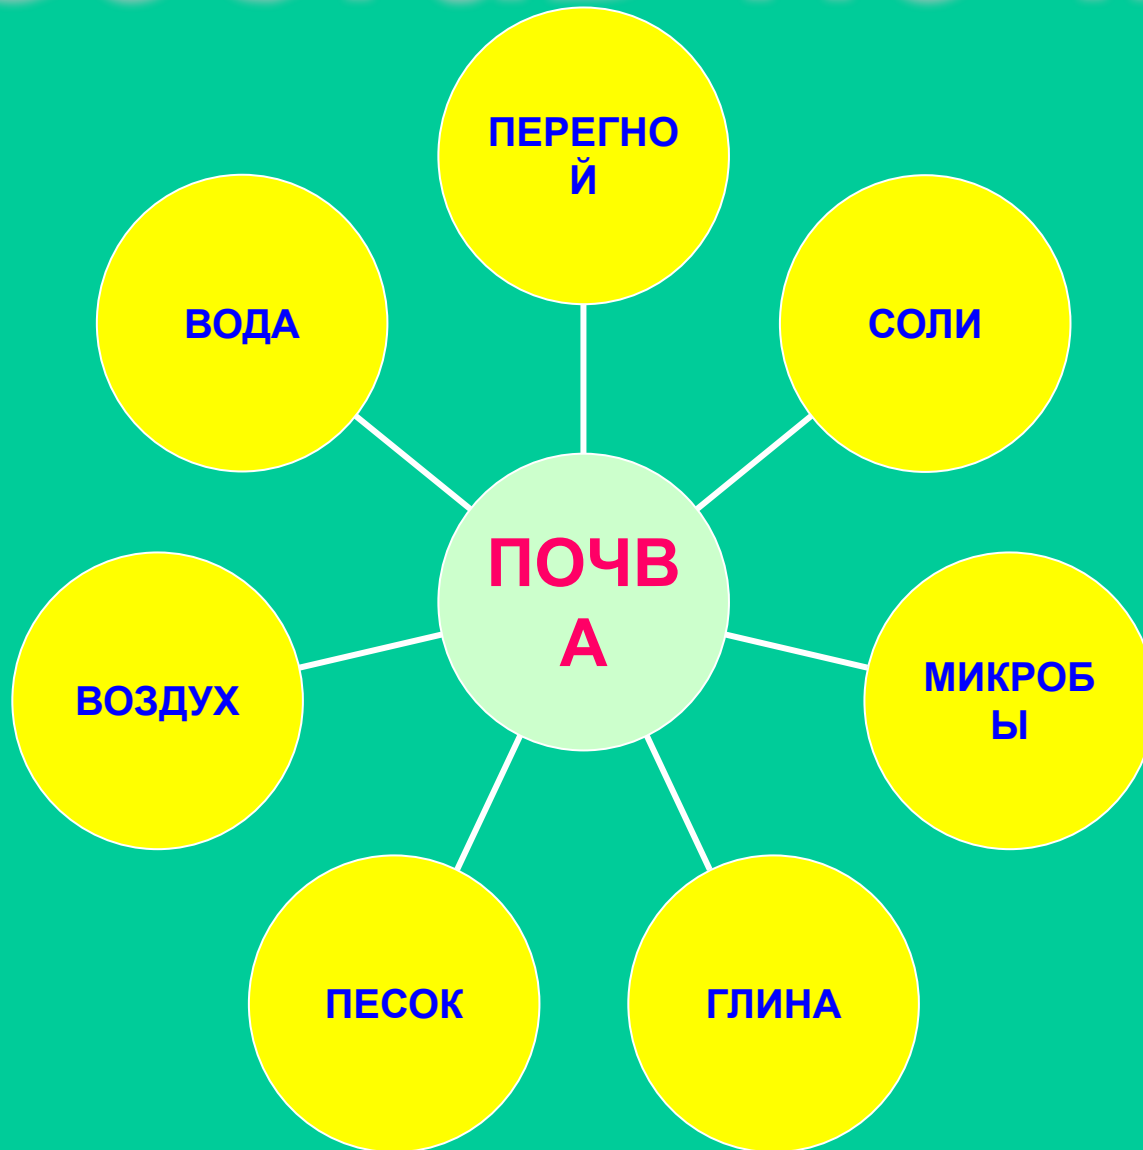 ПЕРЕГНО
Й
ВОДА
СОЛИ
ПОЧВ
А
ВОЗДУХ
МИКРОБ
Ы
ПЕСОК
ГЛИНА